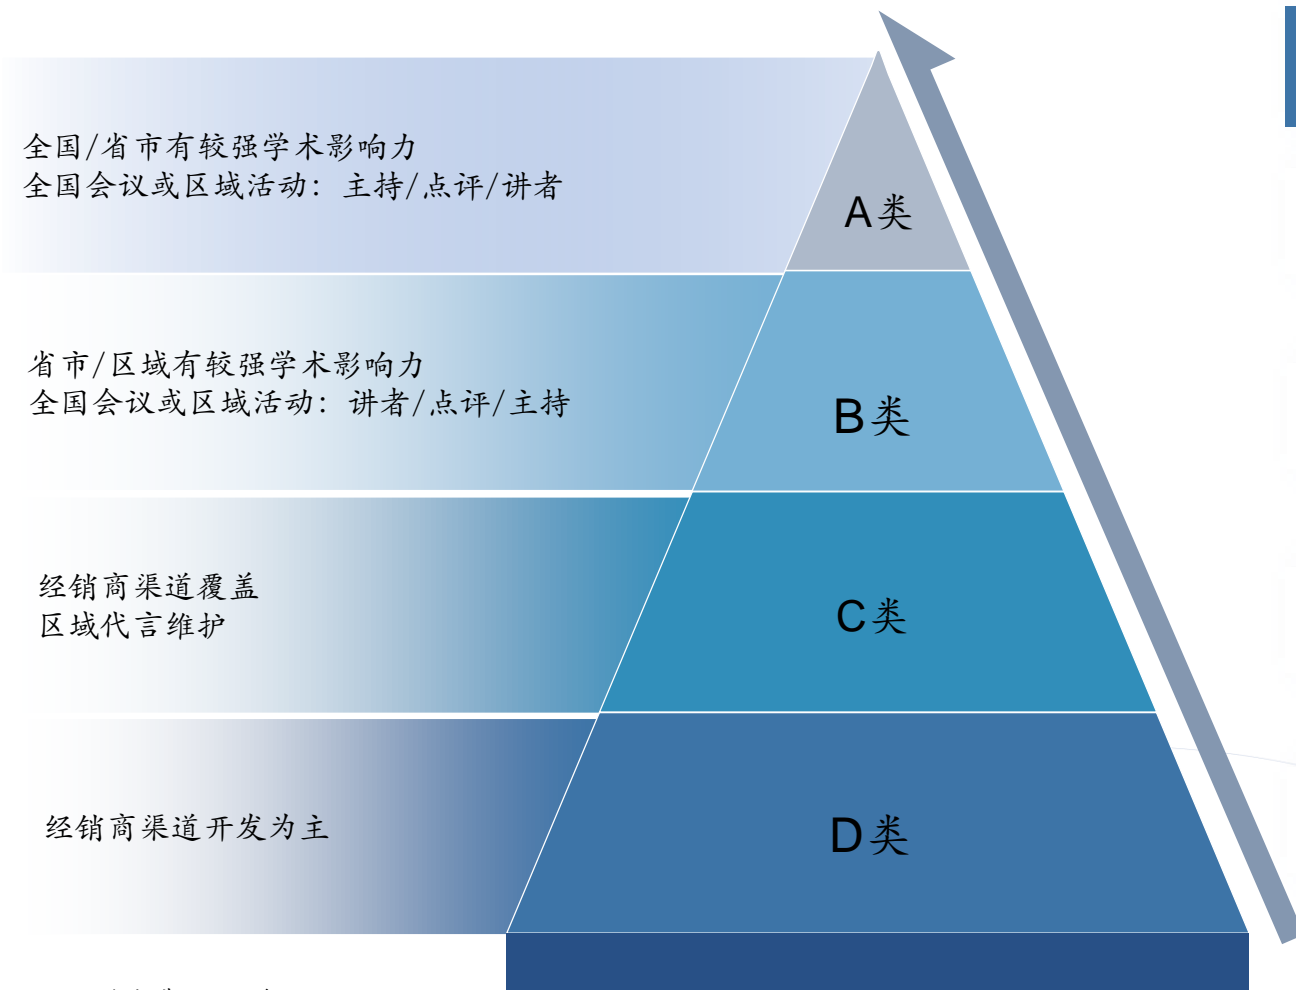 全国/省市有较强学术影响力
全国会议或区域活动：主持/点评/讲者
A类
省市/区域有较强学术影响力
全国会议或区域活动：讲者/点评/主持
B类
经销商渠道覆盖
区域代言维护
C类
经销商渠道开发为主
D类